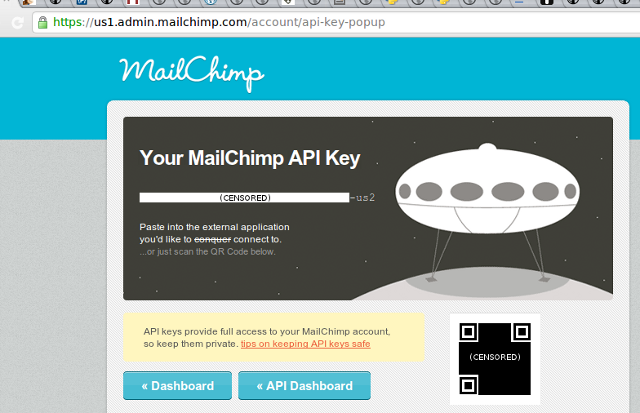 https://us1.admin.mailchimp.com/account/api-key-popup
MailChimp
Your MailChimp API Key
(CENSORED)-us2
Paste into the external application
you'd like to conquer connect to.
...or just scan the QR Code below.
API keys provide full access to your MailChimp account,
so keep them private. tips on keeping API keys safe
(CENSORED)
« Dashboard
« API Dashboard